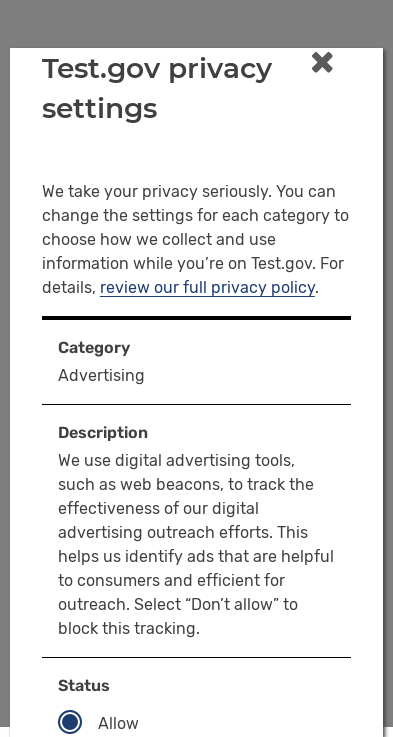 Test.gov privacy
settings
We take your privacy seriously. You can
change the settings for each category to
choose how we collect and use
information while you’re on Test.gov. For
details, review our full privacy policy.
Category
Advertising
Description
We use digital advertising tools,
such as web beacons, to track the
effectiveness of our digital
advertising outreach efforts. This
helps us identify ads that are helpful
to consumers and efficient for
outreach. Select “Don’t allow” to
block this tracking.
Status
Allow